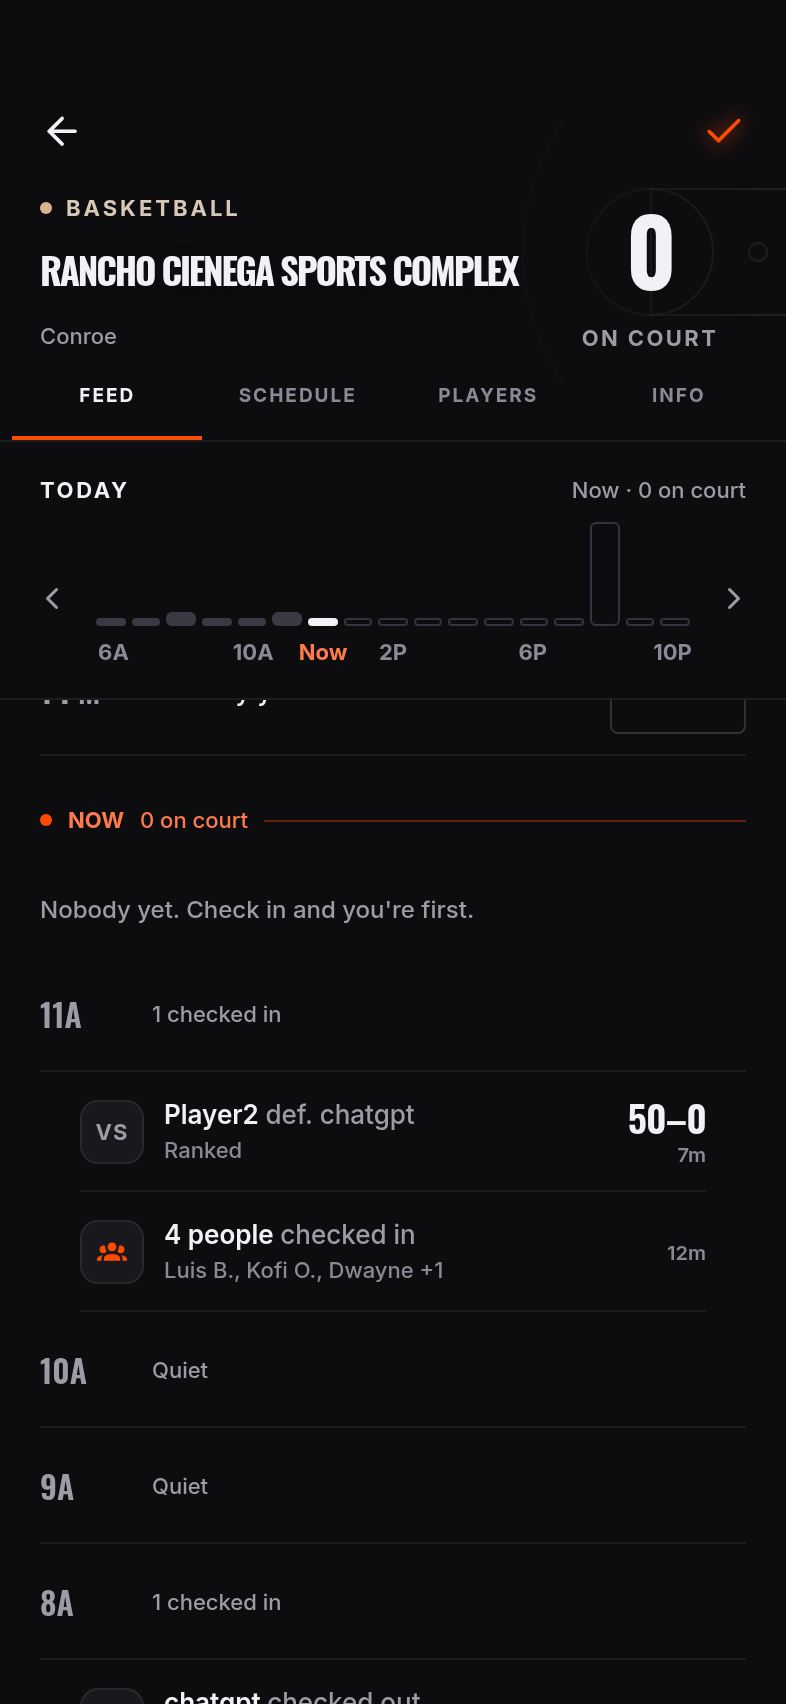 BASKETBALL
RANCHO CIENEGA SPORTS COMPLEX
Conroe
0
ON COURT
FEED
SCHEDULE
PLAYERS
INFO
TODAY
Now · 0 on court
6A
10A
Now
2P
6P
10P
NOW 0 on court
Nobody yet. Check in and you're first.
11A
1 checked in
VS
Player2 def. chatgpt
Ranked
50–0
7m
4 people checked in
Luis B., Kofi O., Dwayne +1
12m
10A
Quiet
9A
Quiet
8A
1 checked in
chatgpt checked out